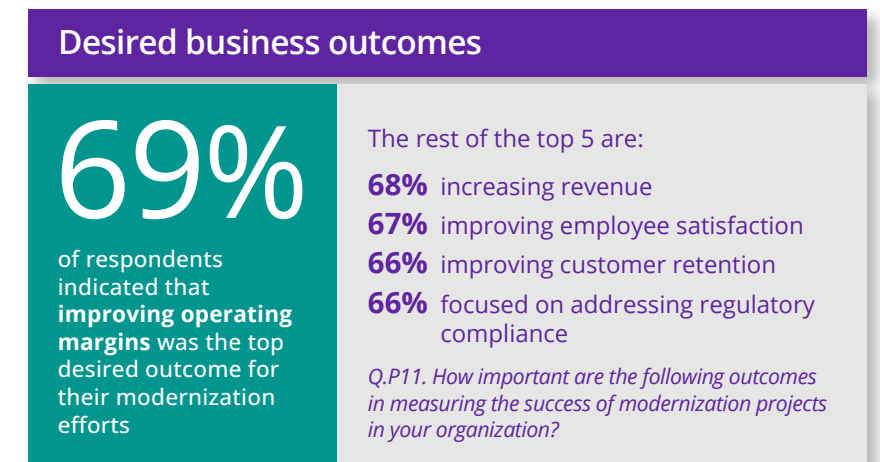 Desired business outcomes
69%
of respondents
indicated that
improving operating
margins was the top
desired outcome for
their modernization
efforts
The rest of the top 5 are:
68% increasing revenue
67% improving employee satisfaction
66% improving customer retention
66% focused on addressing regulatory
compliance
Q.P11. How important are the following outcomes
in measuring the success of modernization projects
in your organization?